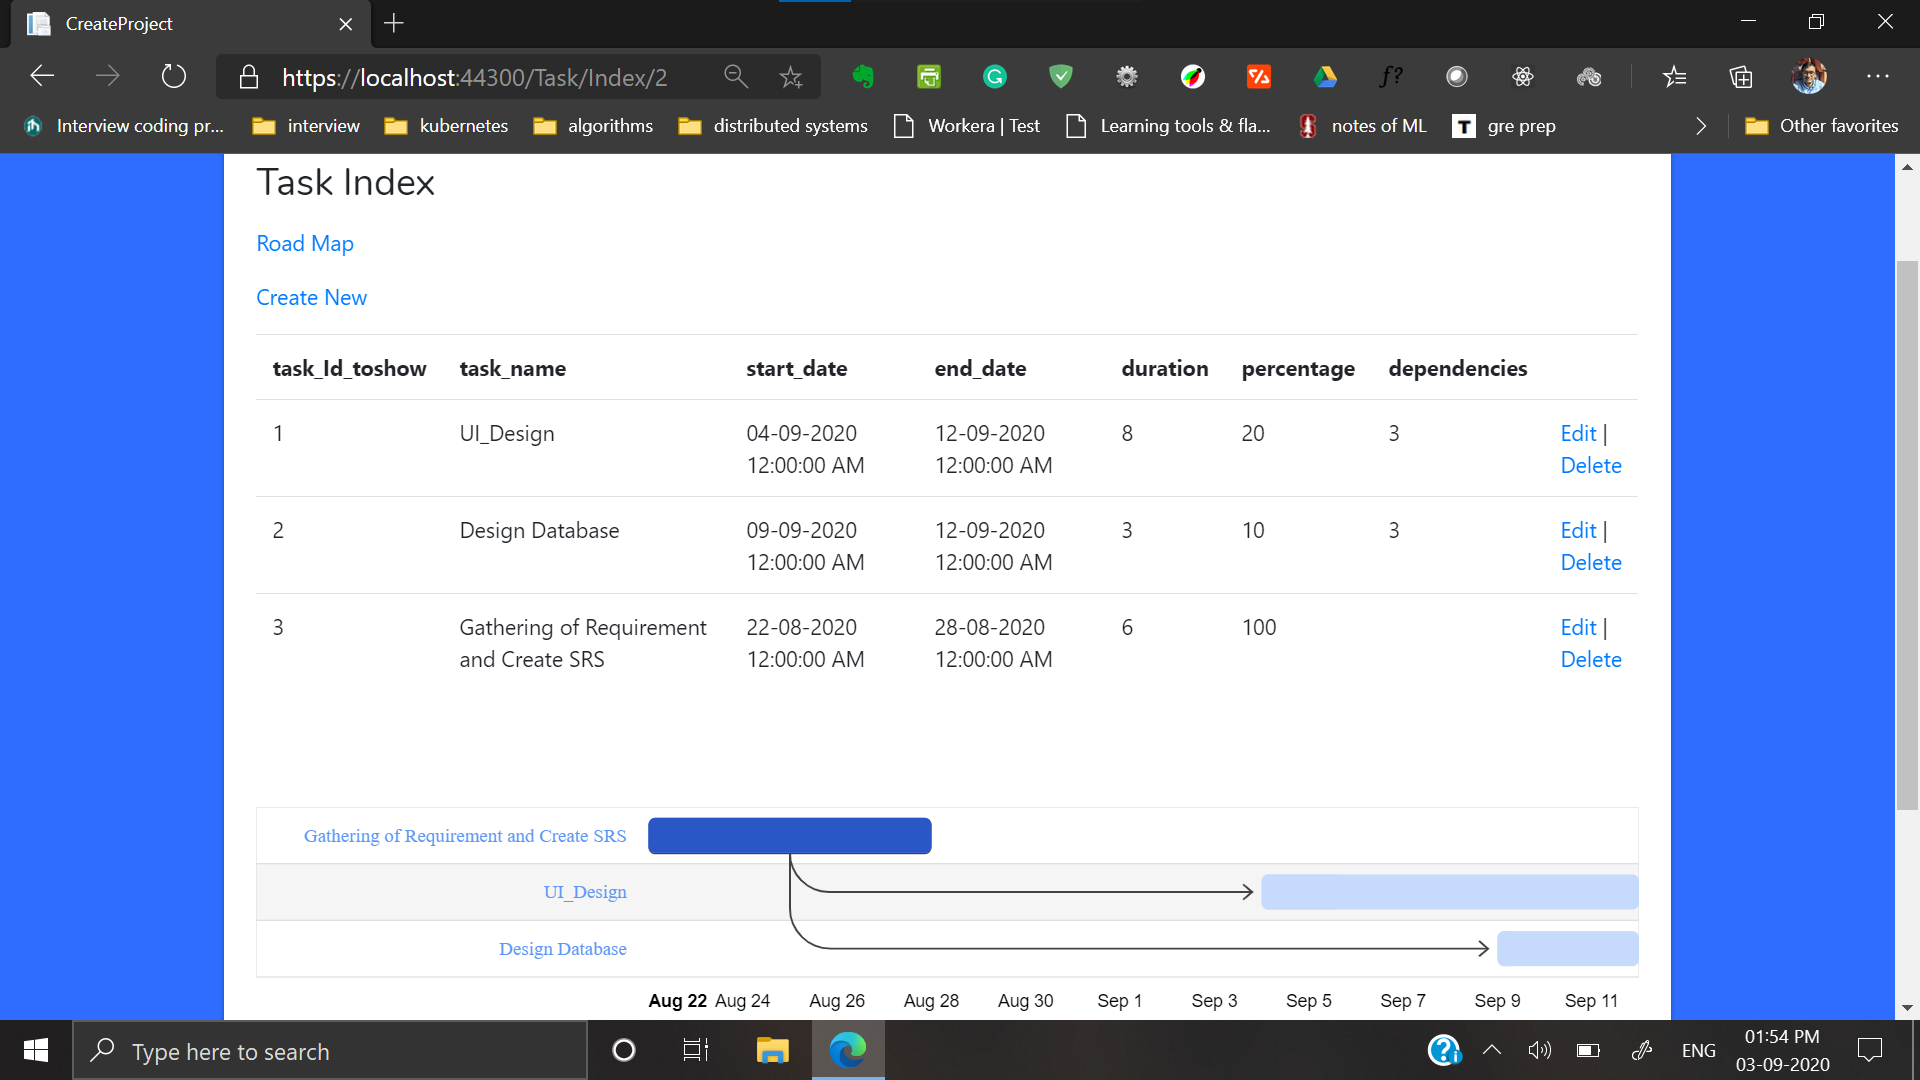 CreateProject
https://localhost:44300/Task/Index/2
f?
Interview coding pr...
interview
kubernetes
algorithms
distributed systems
Workera | Test
Learning tools & fla...
notes of ML
T
gre prep
Other favorites
Task Index
Road Map
Create New
task_Id_toshow task_name start_date end_date duration percentage dependencies
1 UI_Design 04-09-2020 12-09-2020 8 20 3 Edit |
12:00:00 AM 12:00:00 AM Delete
2 Design Database 09-09-2020 12-09-2020 3 10 3 Edit |
12:00:00 AM 12:00:00 AM Delete
3 Gathering of Requirement 22-08-2020 28-08-2020 6 100 Edit |
and Create SRS 12:00:00 AM 12:00:00 AM Delete
Gathering of Requirement and Create SRS
UI_Design
Design Database
Aug 22 Aug 24 Aug 26 Aug 28 Aug 30 Sep 1 Sep 3 Sep 5 Sep 7 Sep 9 Sep 11
Type here to search
ENG
01:54 PM
03-09-2020